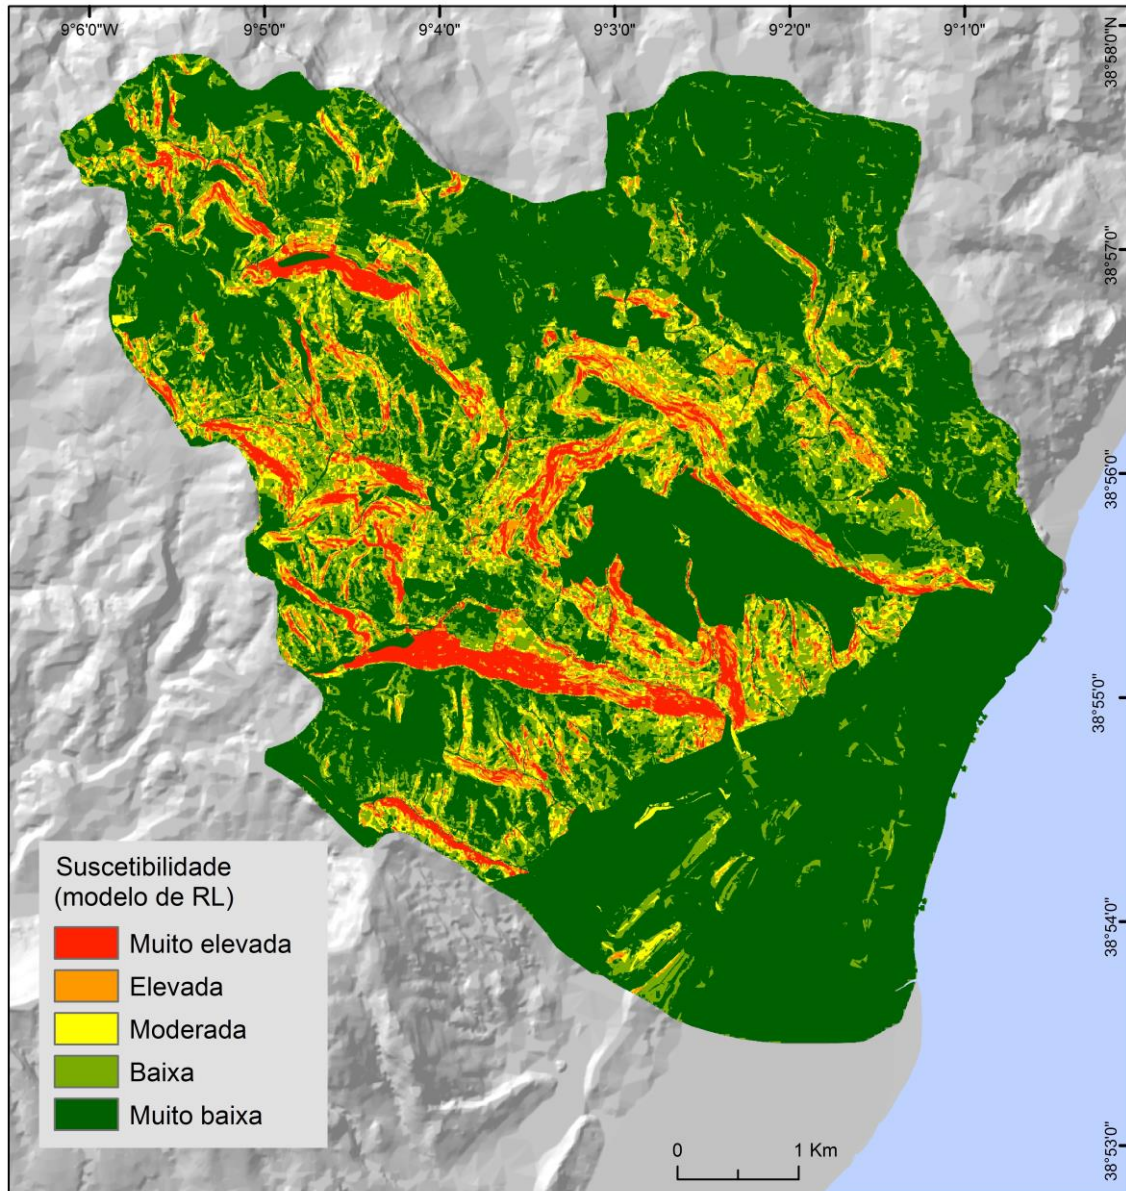 9°6'0"W
9°5'0"
9°4'0"
9°3'0"
9°2'0"
9°1'0"
38°58'0"N
38°57'0"
38°56'0"
38°55'0"
38°54'0"
38°53'0"
Suscetibilidade
(modelo de RL)
Muito elevada
Elevada
Moderada
Baixa
Muito baixa
0 1 Km